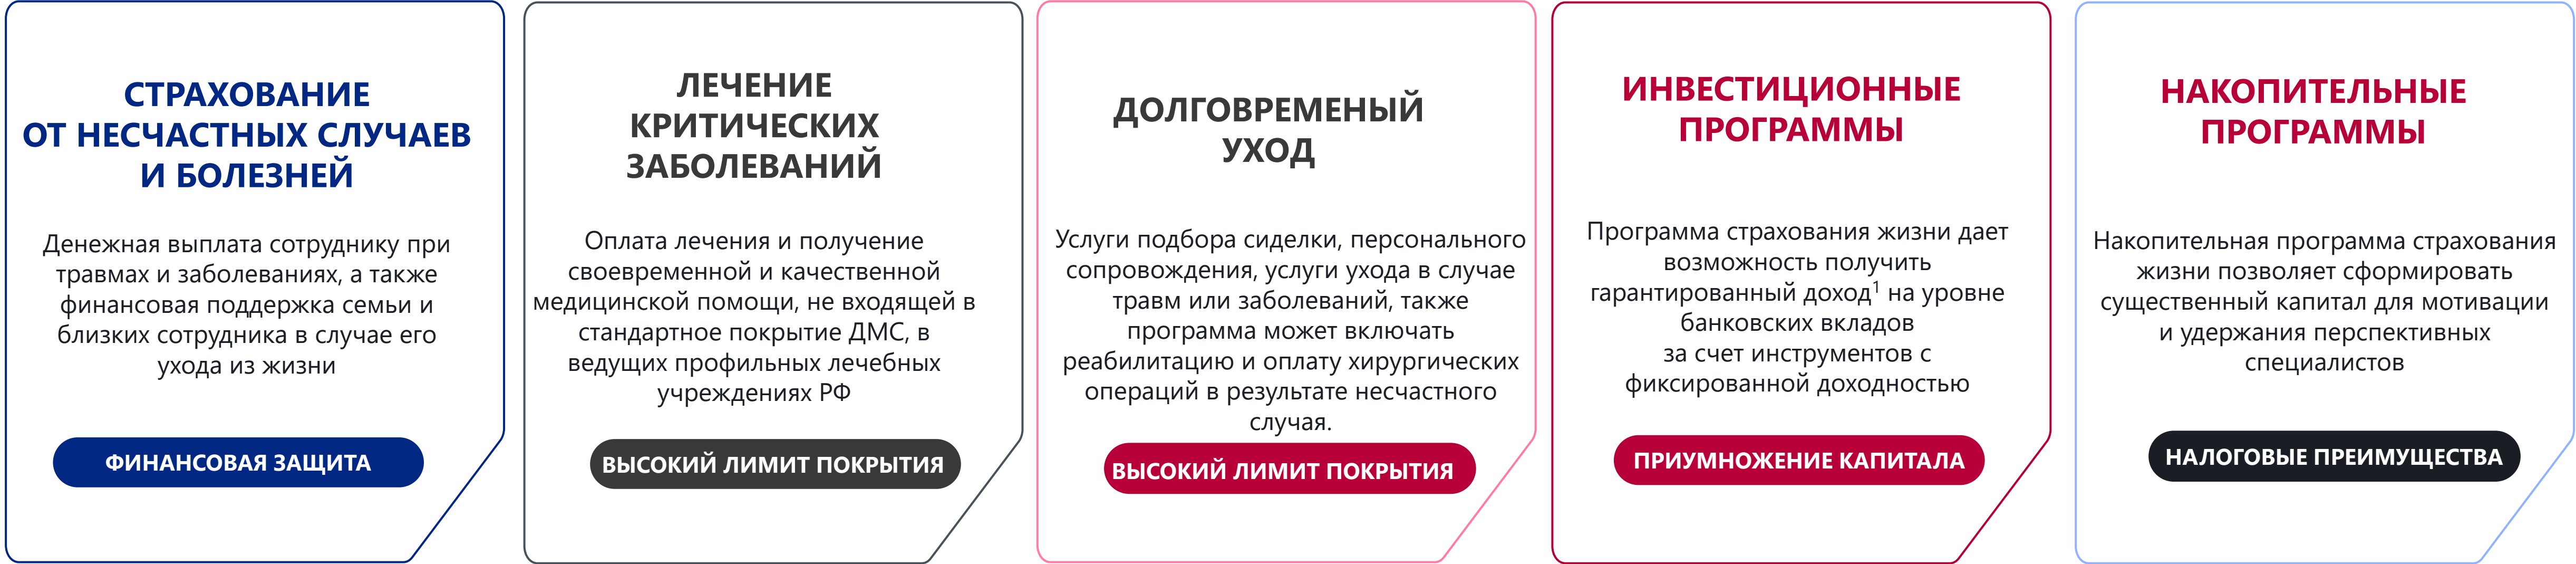 СТРАХОВАНИЕ
ОТ НЕСЧАСТНЫХ СЛУЧАЕВ
И БОЛЕЗНЕЙ
Денежная выплата сотруднику при
травмах и заболеваниях, а также
финансовая поддержка семьи и
близких сотрудника в случае его
ухода из жизни
ФИНАНСОВАЯ ЗАЩИТА
ЛЕЧЕНИЕ
КРИТИЧЕСКИХ
ЗАБОЛЕВАНИЙ
Оплата лечения и получение
своевременной и качественной
медицинской помощи, не входящей в
стандартное покрытие ДМС, в
ведущих профильных лечебных
учреждениях РФ
ВЫСОКИЙ ЛИМИТ ПОКРЫТИЯ
ДОЛГОВРЕМЕНЫЙ
УХОД
Услуги подбора сиделки, персонального
сопровождения, услуги ухода в случае
травм или заболеваний, также
программа может включать
реабилитацию и оплату хирургических
операций в результате несчастного
случая.
ВЫСОКИЙ ЛИМИТ ПОКРЫТИЯ
ИНВЕСТИЦИОННЫЕ
ПРОГРАММЫ
Программа страхования жизни дает
возможность получить
гарантированный доход¹ на уровне
банковских вкладов
за счет инструментов с
фиксированной доходностью
ПРИУМНОЖЕНИЕ КАПИТАЛА
НАКОПИТЕЛЬНЫЕ
ПРОГРАММЫ
Накопительная программа страхования
жизни позволяет сформировать
существенный капитал для мотивации
и удержания перспективных
специалистов
НАЛОГОВЫЕ ПРЕИМУЩЕСТВА